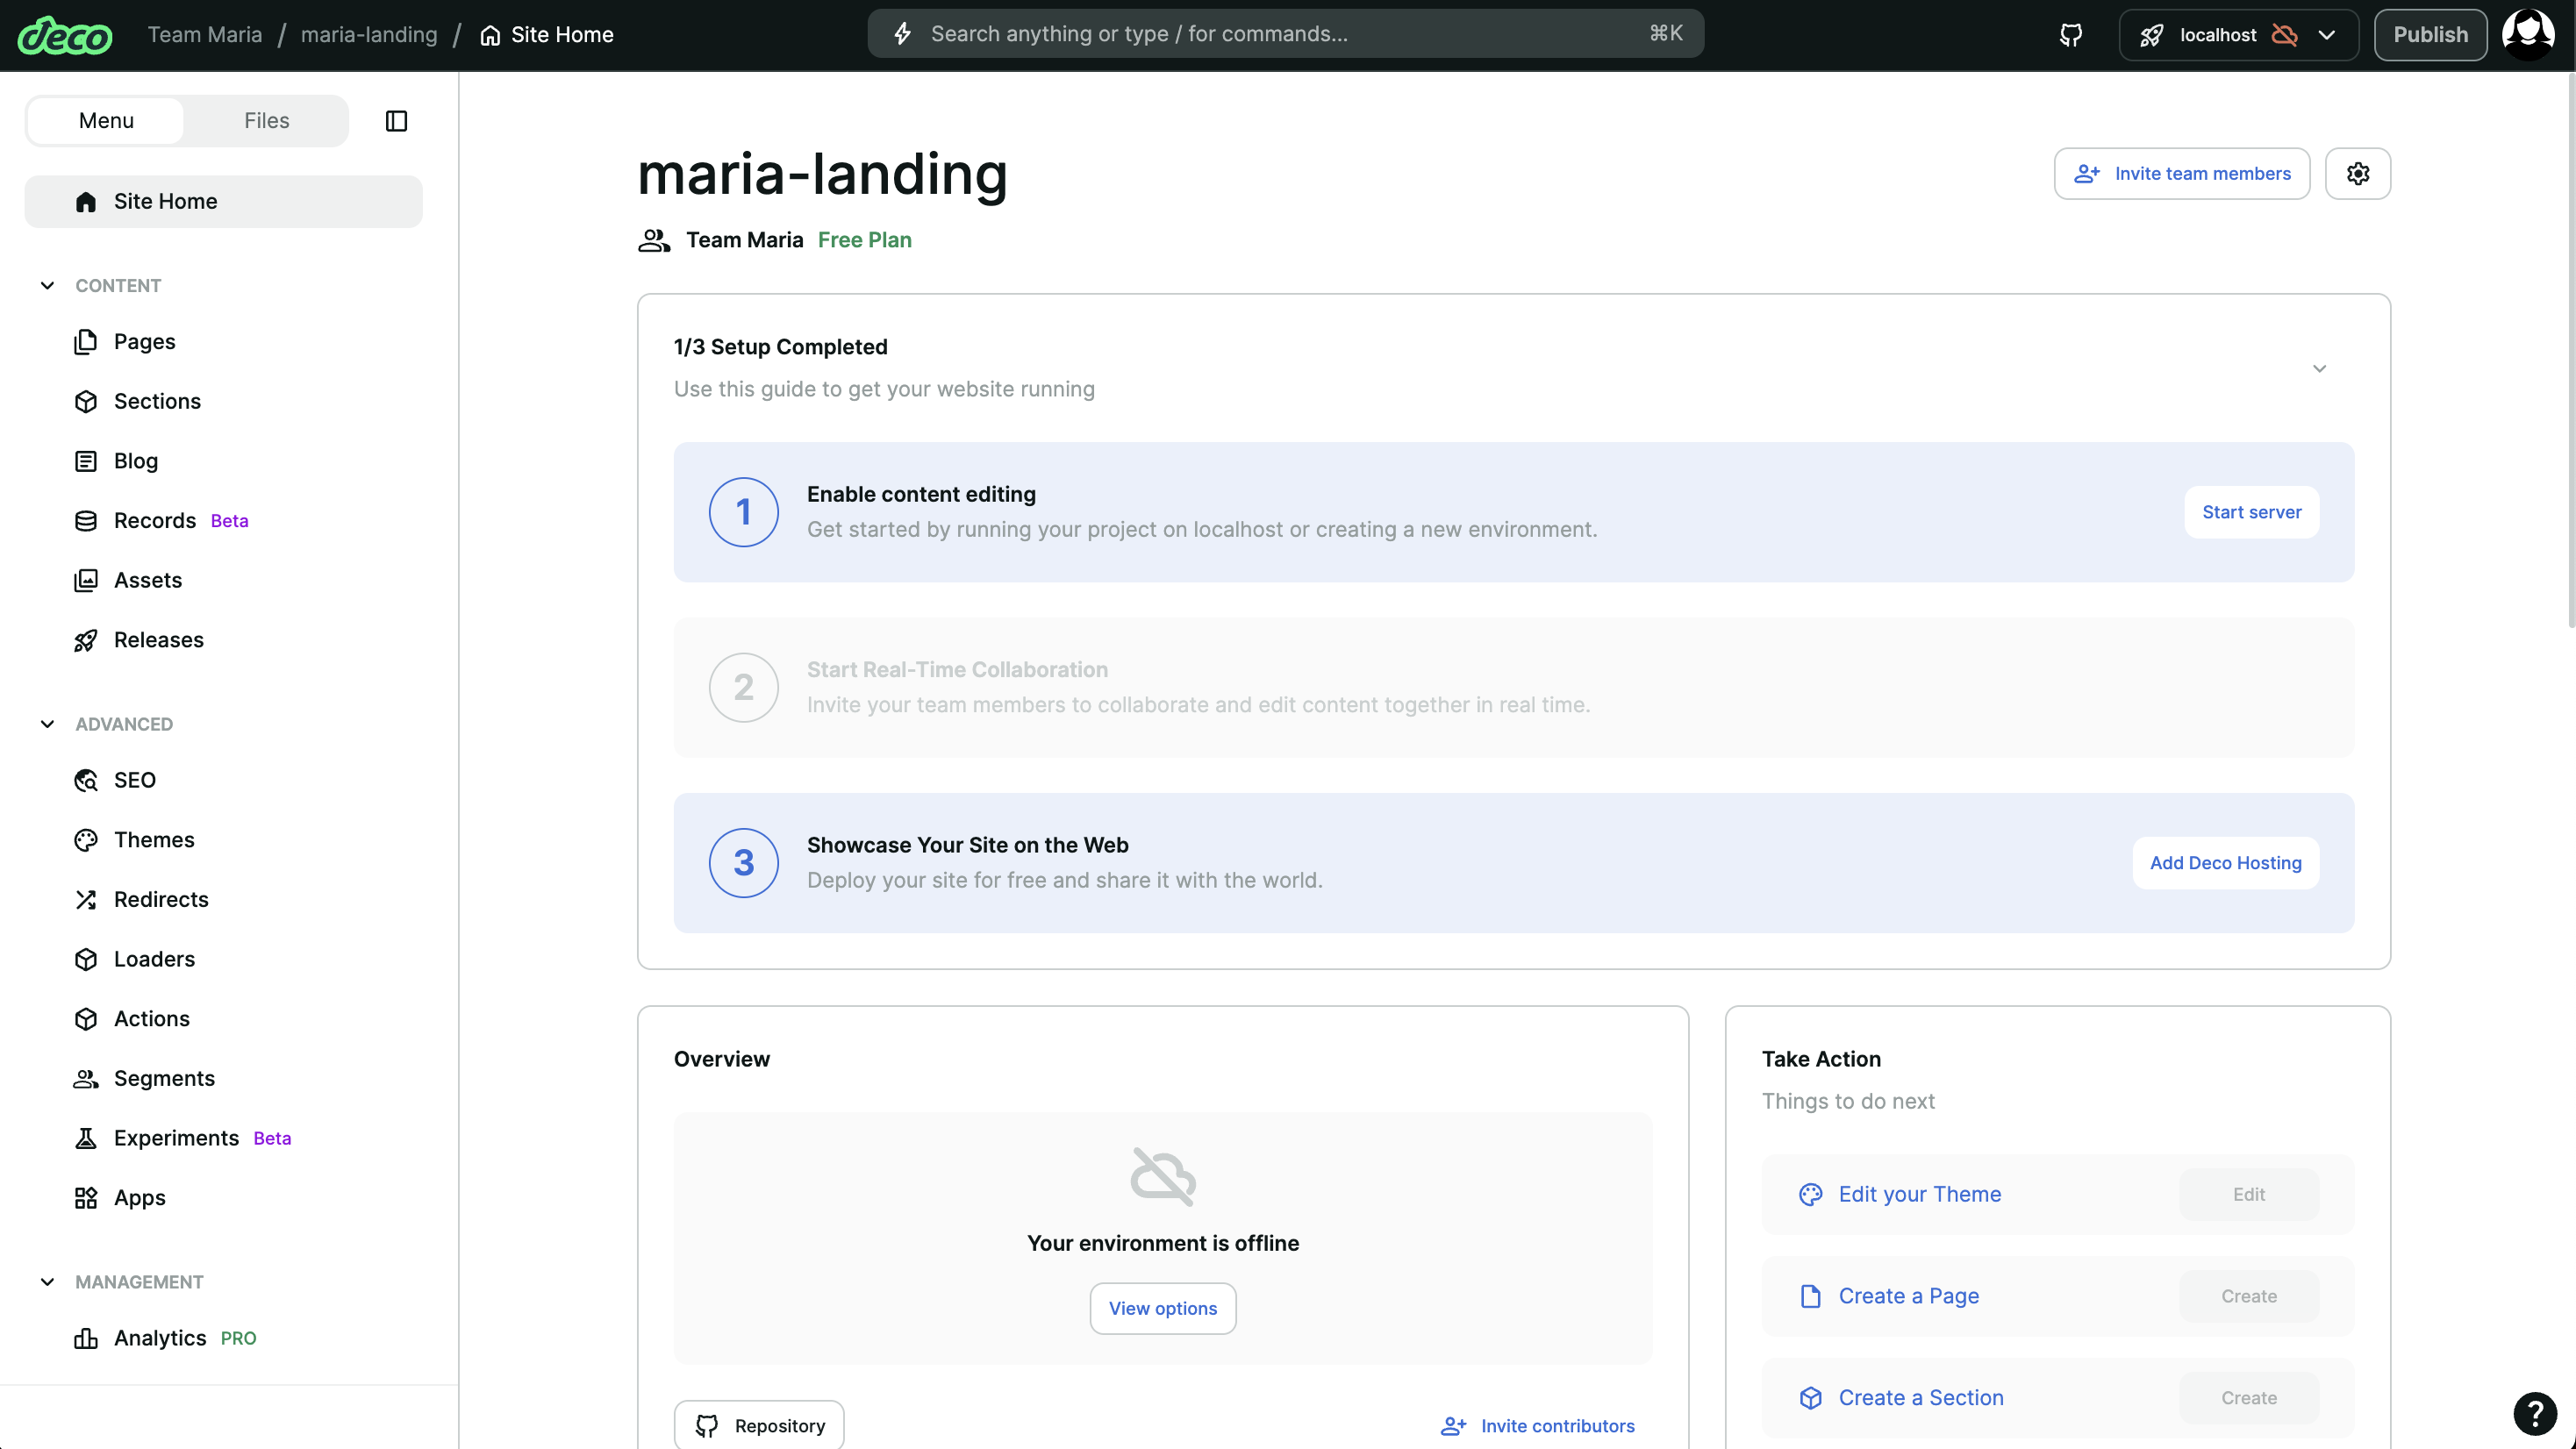 deco Team Maria / maria-landing / Site Home
Search anything or type / for commands... ⌘K
localhost
Publish
Menu
Files
Site Home
CONTENT
Pages
Sections
Blog
Records Beta
Assets
Releases
ADVANCED
SEO
Themes
Redirects
Loaders
Actions
Segments
Experiments Beta
Apps
MANAGEMENT
Analytics PRO
maria-landing
Invite team members
Team Maria Free Plan
1/3 Setup Completed
Use this guide to get your website running
1
Enable content editing
Get started by running your project on localhost or creating a new environment.
Start server
2
Start Real-Time Collaboration
Invite your team members to collaborate and edit content together in real time.
3
Showcase Your Site on the Web
Deploy your site for free and share it with the world.
Add Deco Hosting
Overview
Your environment is offline
View options
Repository
Invite contributors
Take Action
Things to do next
Edit your Theme
Edit
Create a Page
Create
Create a Section
Create
?